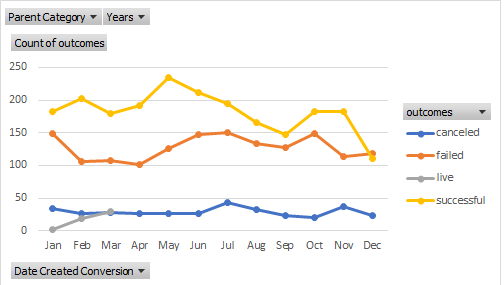 Parent Category Years
Count of outcomes
250
200
150
100
50
0
Jan Feb Mar Apr May Jun Jul Aug Sep Oct Nov Dec
outcomes
canceled
failed
live
successful
Date Created Conversion